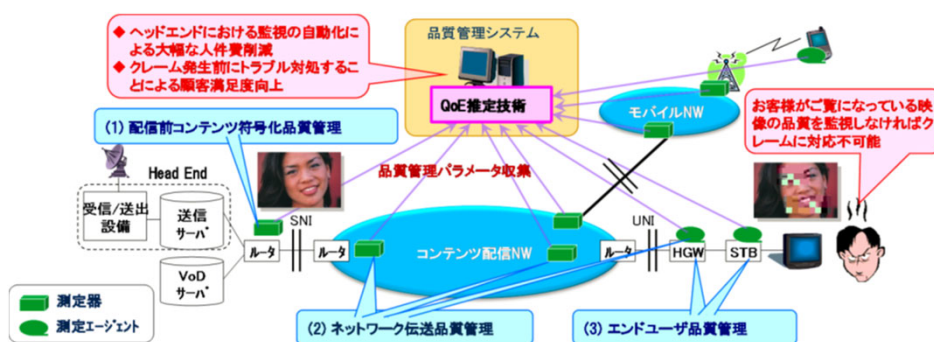 ● ヘッドエンドにおける監視の自動化に
よる大幅な人件費削減
● クレーム発生前にトラブル対処するこ
とによる顧客満足度向上
品質管理システム
QoE推定技術
モバイルNW
お客様がご覧になっている映
像の品質を監視しなければク
レームに対応不可能
(1) 配信前コンテンツ符号化品質管理
品質管理パラメータ収集
Head End
受信/送出
設備
送信
サーバ
VoD
サーバ
ルータ
SNI
ルータ
コンテンツ配信NW
ルータ
UNI
HGW
STB
測定器
測定エージェント
(2) ネットワーク伝送品質管理
(3) エンドユーザ品質管理